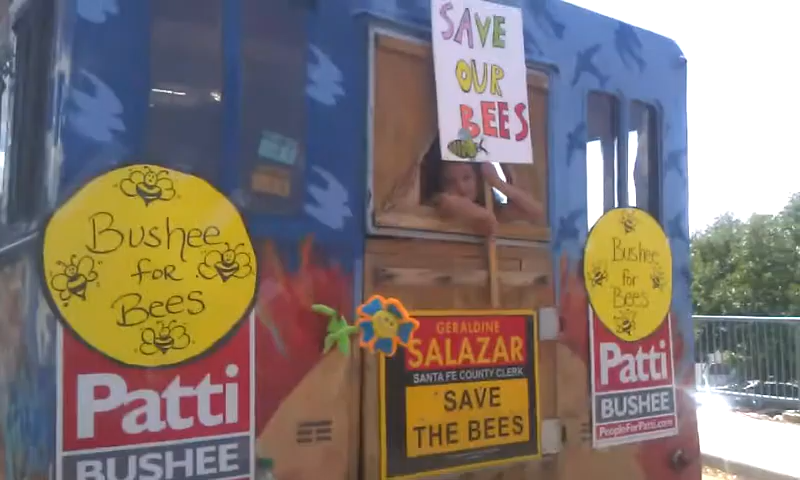 SAVE
OUR
BEES
Bushee
for
Bees
Patti
BUSHEE
GERALDINE
SALAZAR
SANTA FE COUNTY CLERK
SAVE
THE BEES
Bushee
for
Bees
Patti
BUSHEE
PeopleForPatti.com